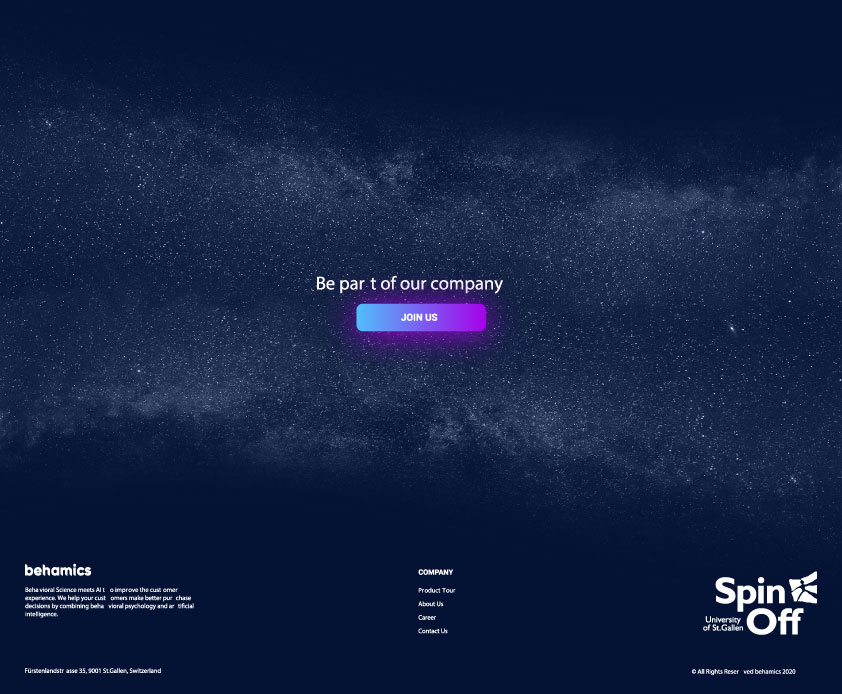 Be par t of our company
JOIN US
behamics
Beha vioral Science meets AI t o improve the cust omer
experience. We help your cust omers make better pur chase
decisions by combining beha vioral psychology and ar tificial
intelligence.
COMPANY
Product Tour
About Us
Career
Contact Us
Spin
Off
University
of St.Gallen
Fürstenlandstr asse 35, 9001 St.Gallen, Switzerland
© All Rights Reser ved behamics 2020